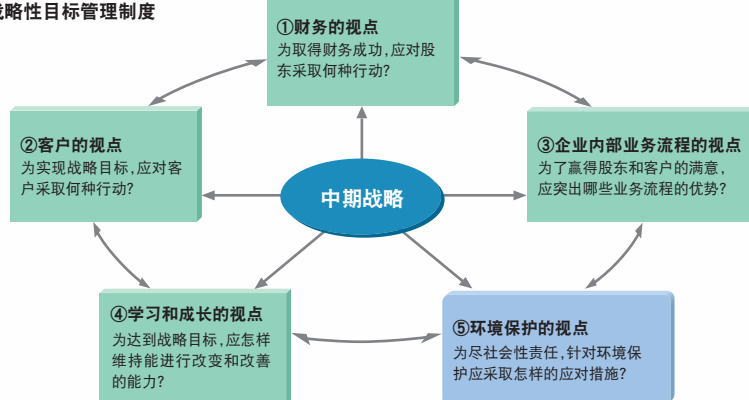 略性目标管理制度
①财务的视点
为取得财务成功,应对股
东采取何种行动?
②客户的视点
为实现战略目标,应对客
户采取何种行动?
③企业内部业务流程的视点
为了赢得股东和客户的满意,
应突出哪些业务流程的优势?
中期战略
④学习和成长的视点
为达到战略目标,应怎样
维持能进行改变和改善
的能力?
⑤环境保护的视点
为尽社会性责任,针对环境保
护应采取怎样的应对措施?